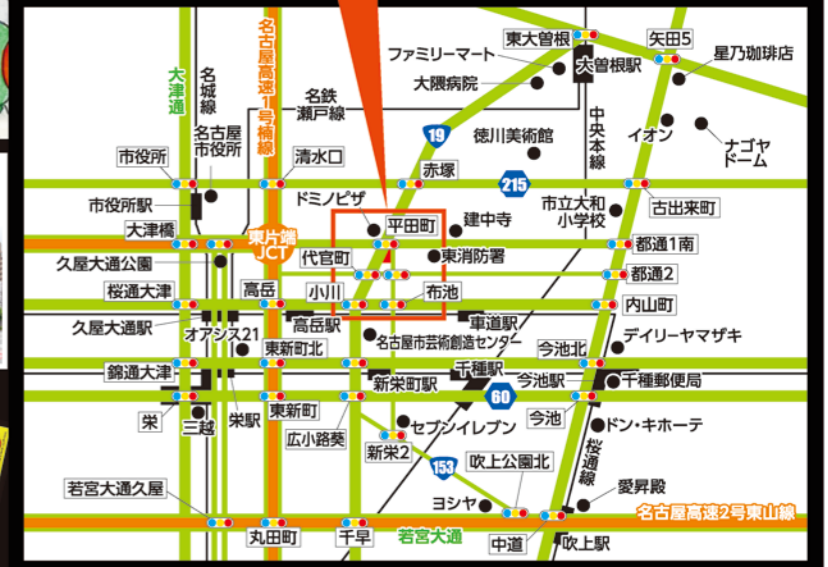 東大曽根
矢田5
ファミリーマート
大曽根駅
星乃珈琲店
大隈病院
大津通
名城線
名古屋高速1号楠線
名鉄
瀬戸線
中央本線
19
徳川美術館
イオン
ナゴヤ
ドーム
名古屋
市役所
市役所
清水口
赤塚
215
古出来町
市役所駅
ドミノピザ
平田町
建中寺
市立大和
小学校
大津橋
東片端
JCT
代官町
東消防署
都通1南
久屋大通公園
都通2
桜通大津
高岳
小川
布池
内山町
久屋大通駅
オアシス21
高岳駅
車道駅
名古屋市芸術創造センター
デイリーヤマザキ
東新町北
今池北
錦通大津
新栄町駅
千種駅
今池駅
千種郵便局
60
栄
三越
栄駅
東新町
広小路葵
セブンイレブン
今池
ドン・キホーテ
新栄2
桜通線
153
吹上公園北
若宮大通久屋
ヨシヤ
愛昇殿
名古屋高速2号東山線
丸田町
千早
若宮大通
中道
吹上駅